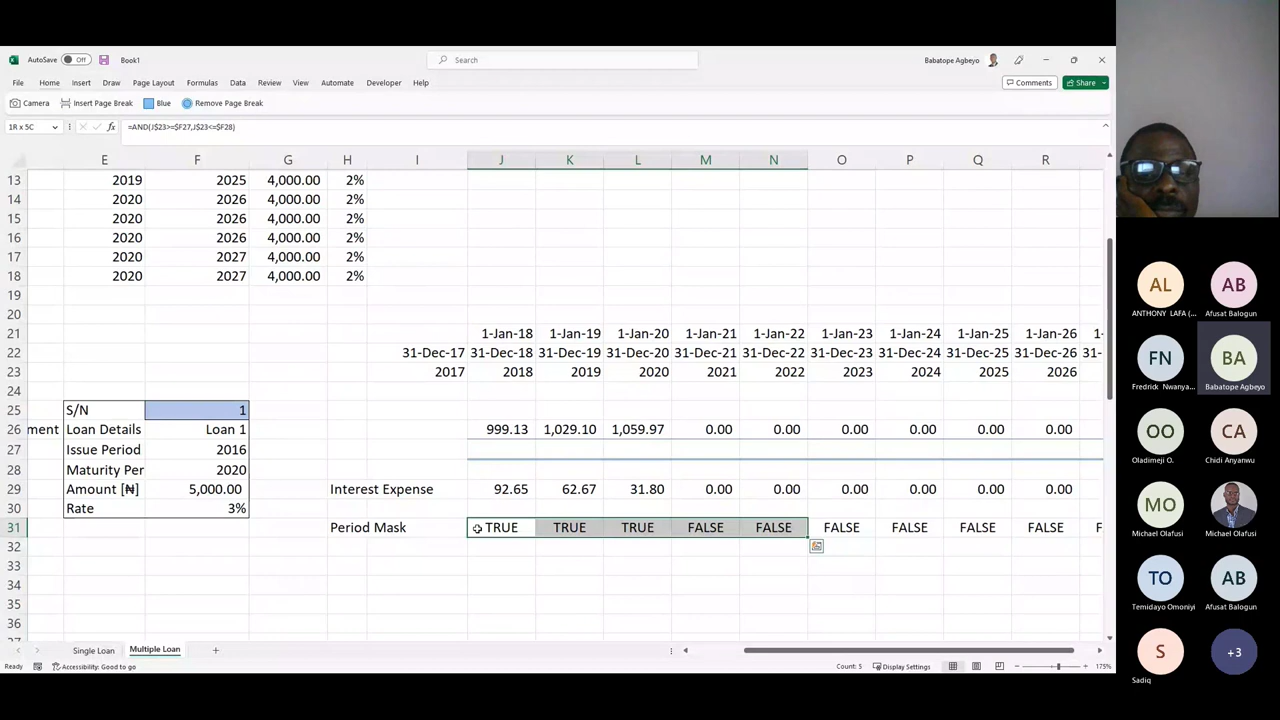 AutoSave Off Book1 Search Babatope Agbeyo
File Home Insert Draw Page Layout Formulas Data Review View Automate Developer Help Comments Share
Camera Insert Page Break Blue Remove Page Break
1R x 5C fx =AND(J$23>=$F27,J$23<=$F28)
E F G H I J K L M N O P Q R
13 2019 2025 4,000.00 2%
14 2020 2026 4,000.00 2%
15 2020 2026 4,000.00 2%
16 2020 2026 4,000.00 2%
17 2020 2027 4,000.00 2%
18 2020 2027 4,000.00 2%
19
20
21 1-Jan-18 1-Jan-19 1-Jan-20 1-Jan-21 1-Jan-22 1-Jan-23 1-Jan-24 1-Jan-25 1-Jan-26 1-
22 31-Dec-17 31-Dec-18 31-Dec-19 31-Dec-20 31-Dec-21 31-Dec-22 31-Dec-23 31-Dec-24 31-Dec-25 31-Dec-26 31-
23 2017 2018 2019 2020 2021 2022 2023 2024 2025 2026
24
25 S/N 1
26 ment Loan Details Loan 1 999.13 1,029.10 1,059.97 0.00 0.00 0.00 0.00 0.00 0.00
27 Issue Period 2016
28 Maturity Per 2020
29 Amount [₦] 5,000.00 Interest Expense 92.65 62.67 31.80 0.00 0.00 0.00 0.00 0.00 0.00
30 Rate 3%
31 Period Mask TRUE TRUE TRUE FALSE FALSE FALSE FALSE FALSE FALSE F
32
33
34
35
36
Single Loan Multiple Loan
Ready Accessibility: Good to go Count: 5 Display Settings 175%
AL AB
ANTHONY LAFA (... Afusat Balogun
FN BA
Fredrick Nwanya... Babatope Agbeyo
OO CA
Oladimeji O. Chidi Anyanwu
MO
Michael Olafusi Michael Olafusi
TO AB
Temidayo Omoniyi Afusat Balogun
S +3
Sadiq